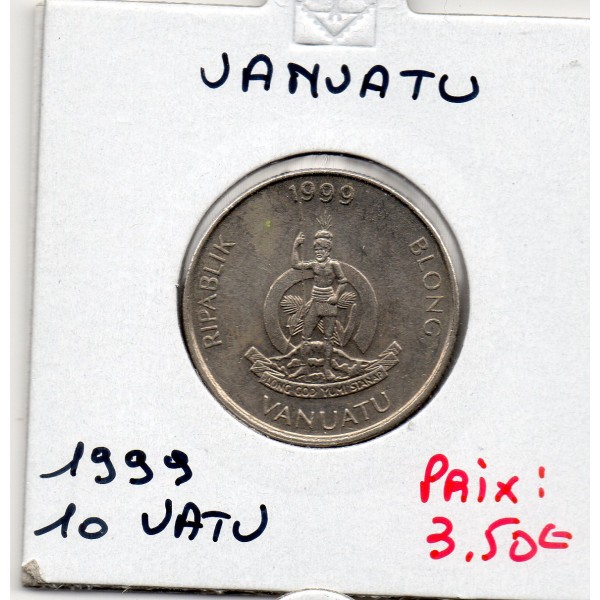 VANUATU
1999
RIPABLIK
BLONG
LONG GOD YUMI STANAP
VANUATU
1999
10 VATU
PRix:
3.50€